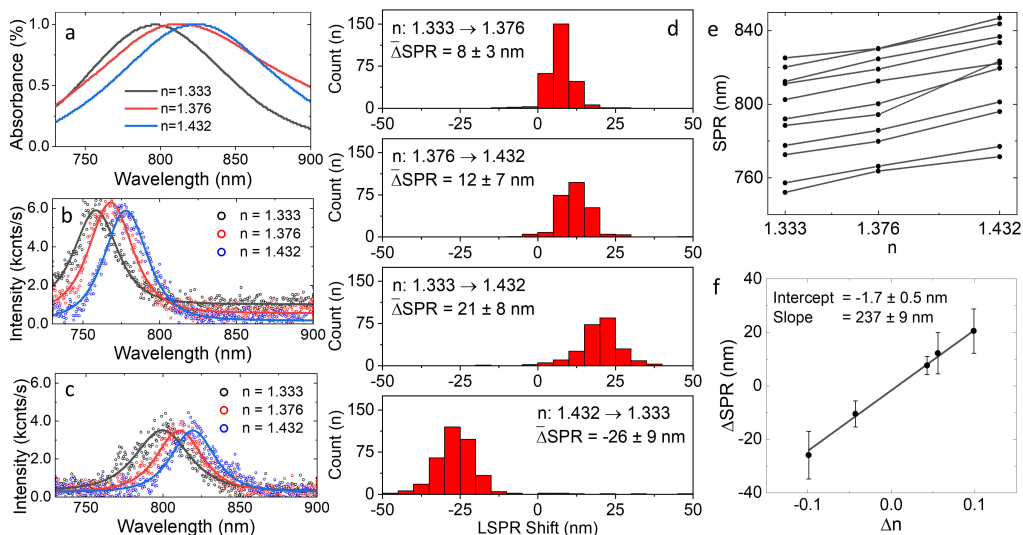 a
Absorbance (%)
1.0
0.5
0.0
n=1.333
n=1.376
n=1.432
750
800
850
900
Wavelength (nm)
b
Intensity (kcnts/s)
6.0
4.0
2.0
0.0
n = 1.333
n = 1.376
n = 1.432
750
800
850
900
Wavelength (nm)
c
Intensity (kcnts/s)
6.0
4.0
2.0
0.0
n = 1.333
n = 1.376
n = 1.432
750
800
850
900
Wavelength (nm)
d
n: 1.333 → 1.376
Δ̅SPR = 8 ± 3 nm
Count (n)
150
75
0
-50
-25
0
25
50
n: 1.376 → 1.432
Δ̅SPR = 12 ± 7 nm
Count (n)
150
75
0
-50
-25
0
25
50
n: 1.333 → 1.432
Δ̅SPR = 21 ± 8 nm
Count (n)
150
75
0
-50
-25
0
25
50
n: 1.432 → 1.333
Δ̅SPR = -26 ± 9 nm
Count (n)
150
75
0
-50
-25
0
25
50
LSPR Shift (nm)
e
SPR (nm)
840
800
760
1.333
1.376
1.432
n
f
Intercept = -1.7 ± 0.5 nm
Slope = 237 ± 9 nm
ΔSPR (nm)
40
20
0
-20
-40
-0.1
0.0
0.1
Δn